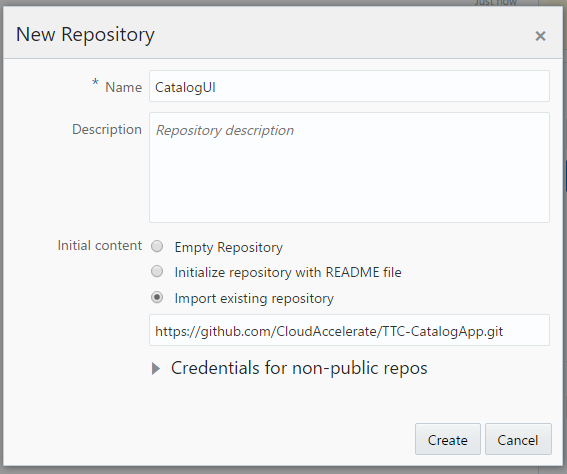 Just now
New Repository
×
* Name
CatalogUI
Description
Repository description
Initial content
Empty Repository
Initialize repository with README file
Import existing repository
https://github.com/CloudAccelerate/TTC-CatalogApp.git
Credentials for non-public repos
Create Cancel